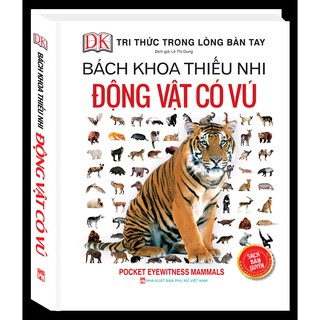 DK
TRI THỨC TRONG LÒNG BÀN TAY
Dịch giả: Lê Thị Dung
BÁCH KHOA THIẾU NHI
ĐỘNG VẬT CÓ VÚ
SÁCH BẢN QUYỀN
POCKET EYEWITNESS MAMMALS
NHÀ XUẤT BẢN PHỤ NỮ VIỆT NAM
DK
BÁCH KHOA THIẾU NHI
ĐỘNG VẬT CÓ VÚ